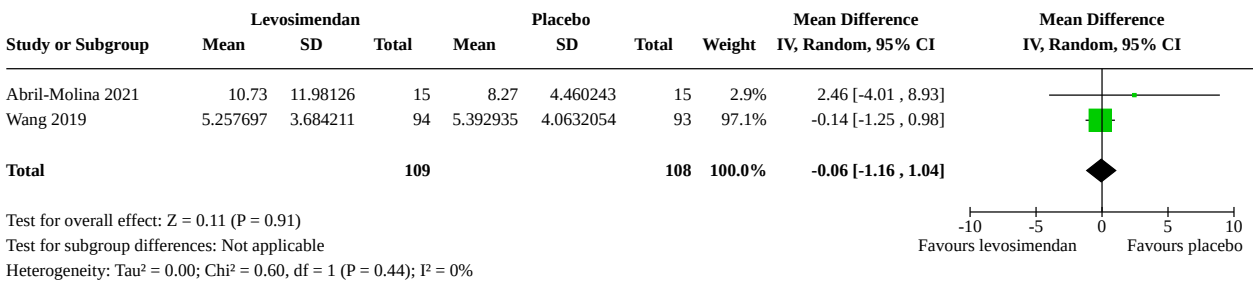 Levosimendan Placebo Mean Difference Mean Difference
Study or Subgroup Mean SD Total Mean SD Total Weight IV, Random, 95% CI IV, Random, 95% CI
Abril-Molina 2021 10.73 11.98126 15 8.27 4.460243 15 2.9% 2.46 [-4.01 , 8.93]
Wang 2019 5.257697 3.684211 94 5.392935 4.0632054 93 97.1% -0.14 [-1.25 , 0.98]
Total 109 108 100.0% -0.06 [-1.16 , 1.04]
Test for overall effect: Z = 0.11 (P = 0.91)
Test for subgroup differences: Not applicable
Heterogeneity: Tau² = 0.00; Chi² = 0.60, df = 1 (P = 0.44); I² = 0%
-10 -5 0 5 10
Favours levosimendan Favours placebo